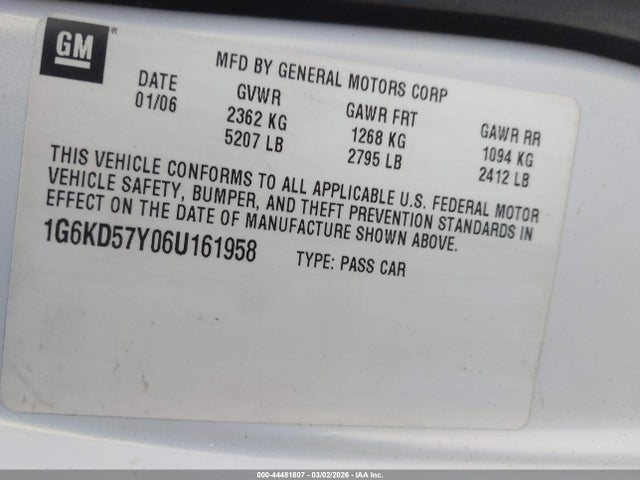 GM®
MFD BY GENERAL MOTORS CORP
DATE GVWR GAWR FRT GAWR RR
01/06 2362 KG 1268 KG 1094 KG
5207 LB 2795 LB 2412 LB
THIS VEHICLE CONFORMS TO ALL APPLICABLE U.S. FEDERAL MOTOR
VEHICLE SAFETY, BUMPER, AND THEFT PREVENTION STANDARDS IN
EFFECT ON THE DATE OF MANUFACTURE SHOWN ABOVE.
1G6KD57Y06U161958 TYPE: PASS CAR
000-44481807 - 03/02/2026 - IAA Inc.